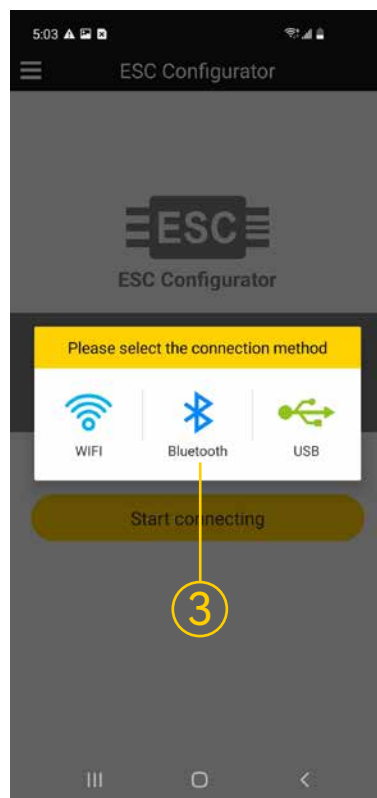 5:03
ESC Configurator
ESC
ESC Configurator
Please select the connection method
WIFI Bluetooth USB
Start connecting
3